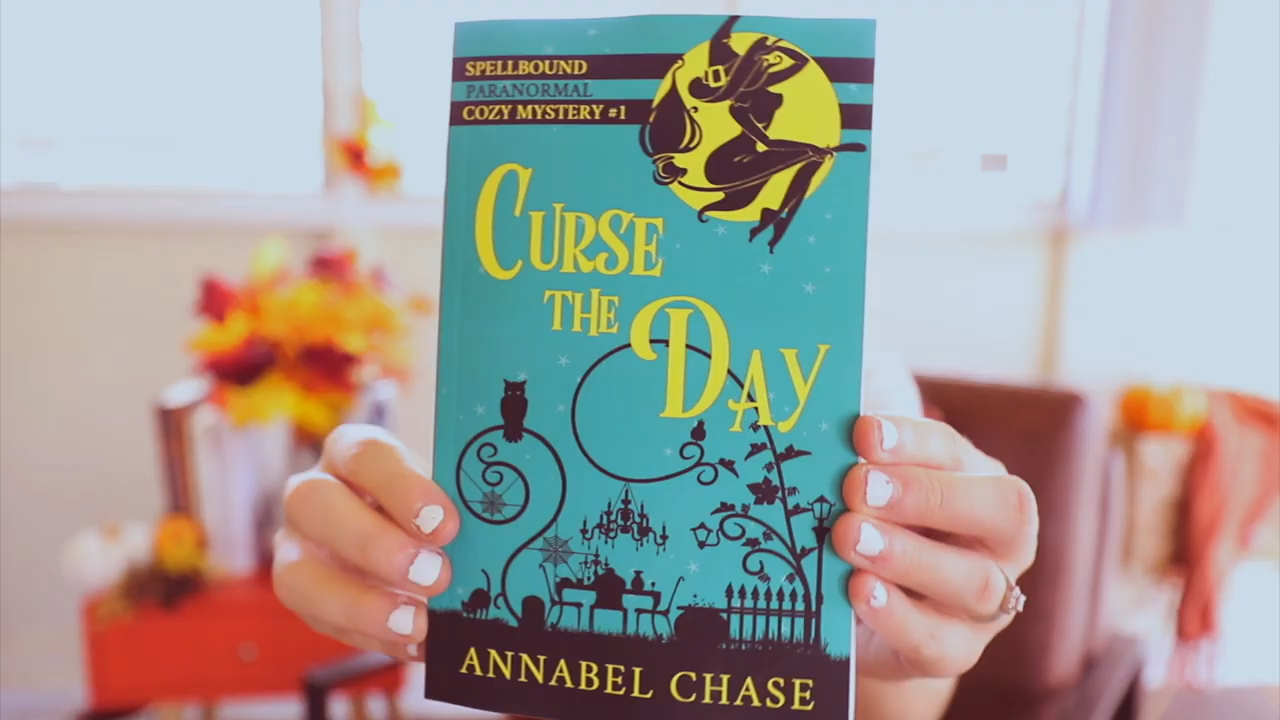 SPELLBOUND
PARANORMAL
COZY MYSTERY #1
CURSE
THE
DAY
ANNABEL CHASE